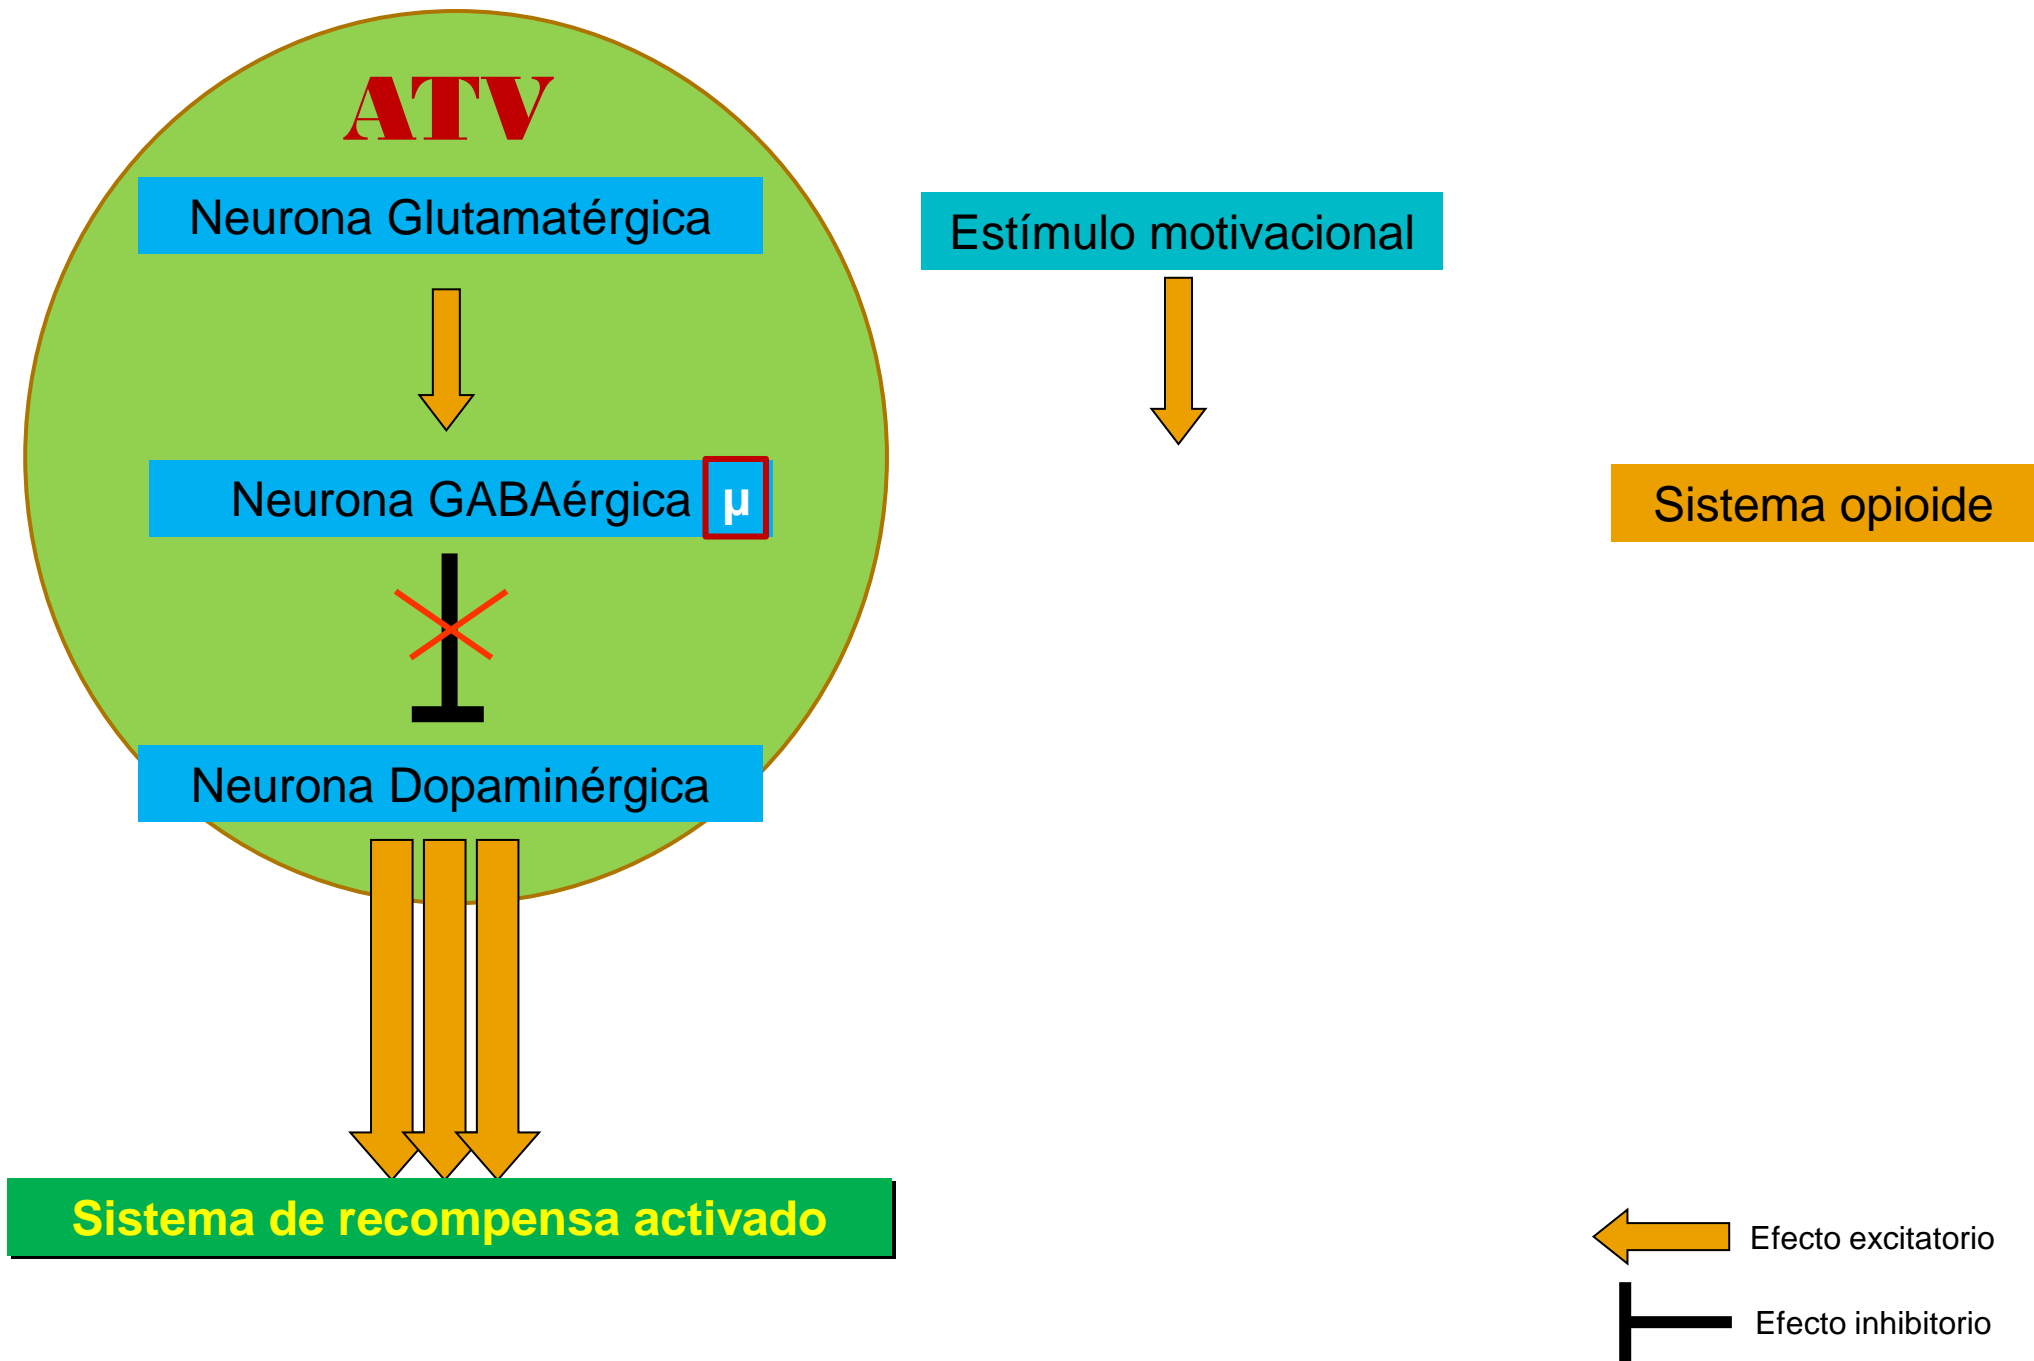 ATV
Neurona Glutamatérgica
Estímulo motivacional
Neurona GABAérgica µ
Sistema opioide
Neurona Dopaminérgica
Sistema de recompensa activado
Efecto excitatorio
Efecto inhibitorio